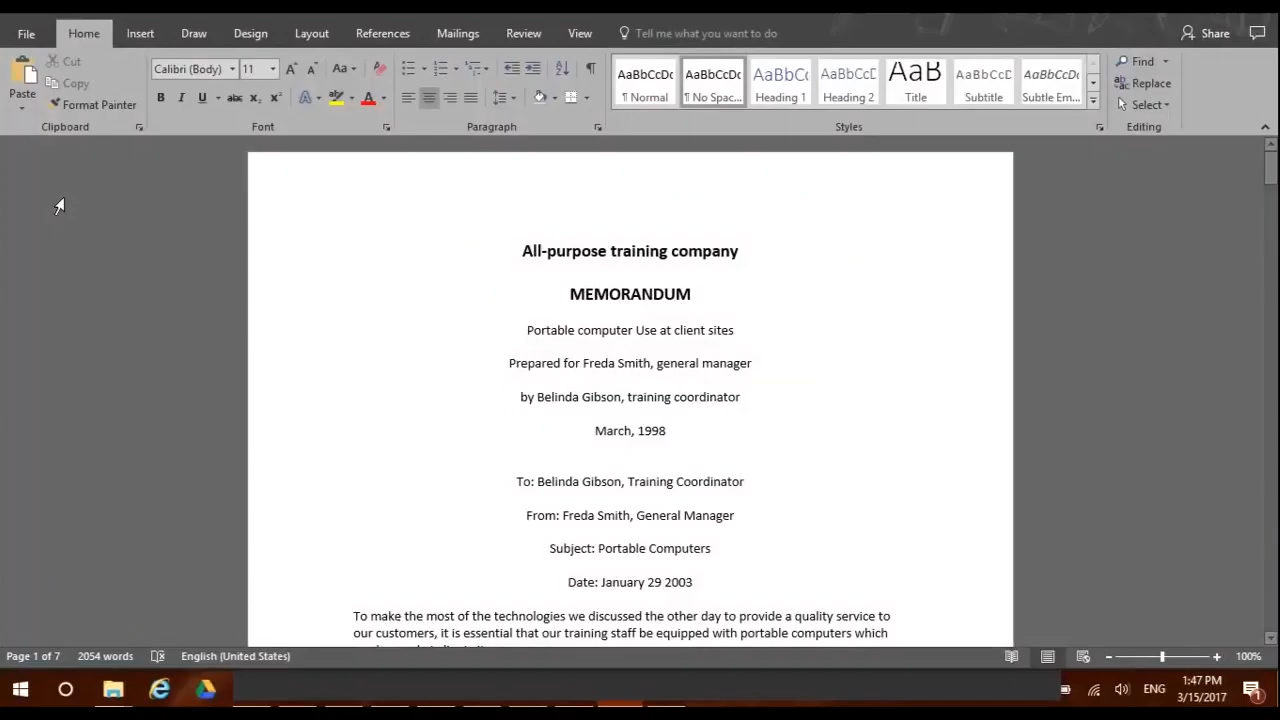 File Home Insert Draw Design Layout References Mailings Review View Tell me what you want to do Share
Cut
Copy
Paste Format Painter
Clipboard
Calibri (Body) 11 Aa
B I U abc X2 X2 A A
Font
Paragraph
AaBbCcDc AaBbCcDc AaBbCc AaBbCcC AaB AaBbCcD AaBbCcDc
¶ Normal ¶ No Spac... Heading 1 Heading 2 Title Subtitle Subtle Em...
Styles
Find
Replace
Select
Editing
All-purpose training company
MEMORANDUM
Portable computer Use at client sites
Prepared for Freda Smith, general manager
by Belinda Gibson, training coordinator
March, 1998
To: Belinda Gibson, Training Coordinator
From: Freda Smith, General Manager
Subject: Portable Computers
Date: January 29 2003
To make the most of the technologies we discussed the other day to provide a quality service to
our customers, it is essential that our training staff be equipped with portable computers which
Page 1 of 7 2054 words English (United States) 100%
ENG
1:47 PM
3/15/2017
1